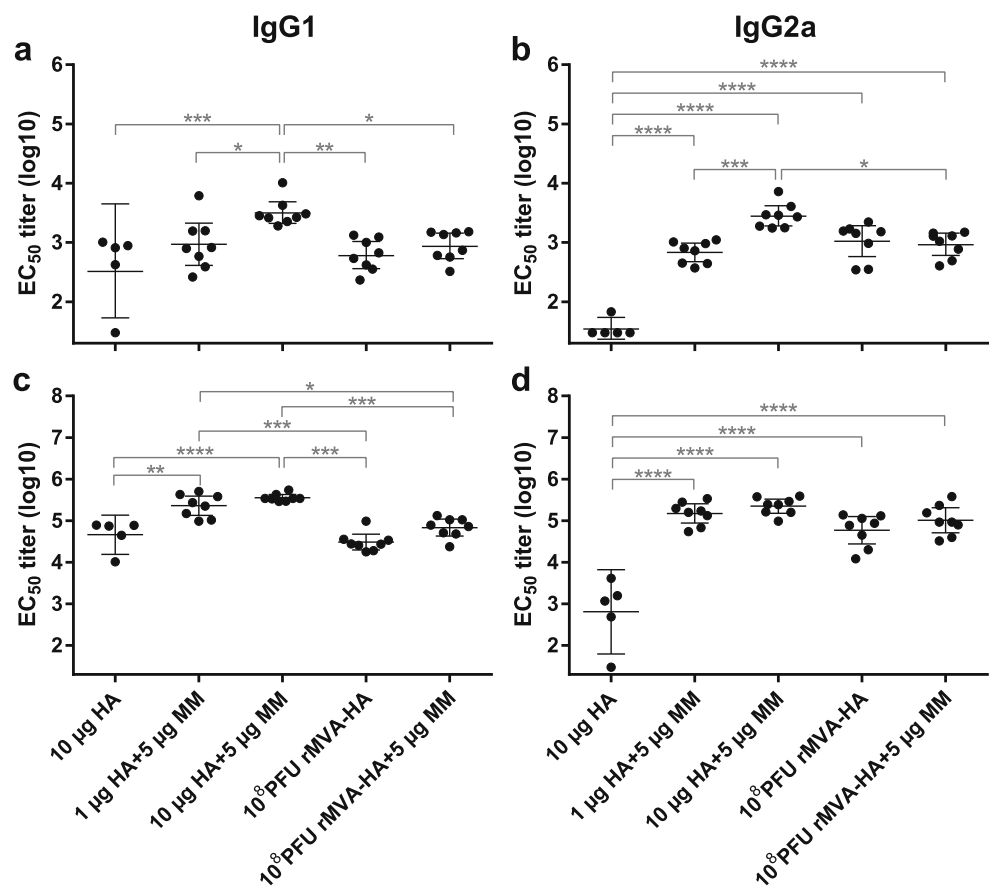 IgG1
IgG2a
a
b
EC50 titer (log10)
6
5
4
3
2
***
*
*
**
EC50 titer (log10)
6
5
4
3
2
****
****
****
****
***
*
c
d
EC50 titer (log10)
8
7
6
5
4
3
2
*
***
***
****
***
**
EC50 titer (log10)
8
7
6
5
4
3
2
****
****
****
****
10 µg HA
1 µg HA+5 µg MM
10 µg HA+5 µg MM
10⁸PFU rMVA-HA
10⁸PFU rMVA-HA+5 µg MM
10 µg HA
1 µg HA+5 µg MM
10 µg HA+5 µg MM
10⁸PFU rMVA-HA
10⁸PFU rMVA-HA+5 µg MM